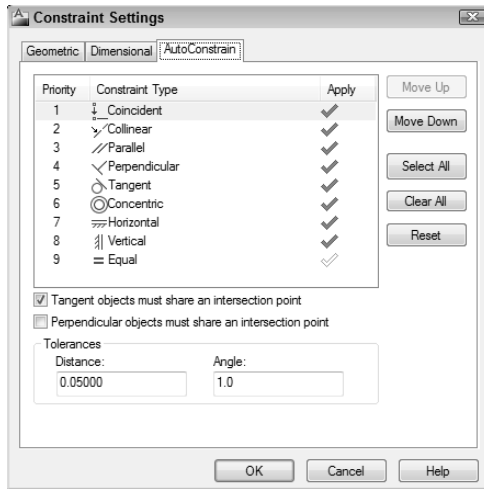 Constraint Settings
Geometric Dimensional AutoConstrain
Priority Constraint Type Apply
Move Up
1 Coincident
2 Collinear
Move Down
3 Parallel
4 Perpendicular
Select All
5 Tangent
6 Concentric
Clear All
7 Horizontal
8 Vertical
Reset
9 Equal
Tangent objects must share an intersection point
Perpendicular objects must share an intersection point
Tolerances
Distance: Angle:
0.05000 1.0
OK Cancel Help